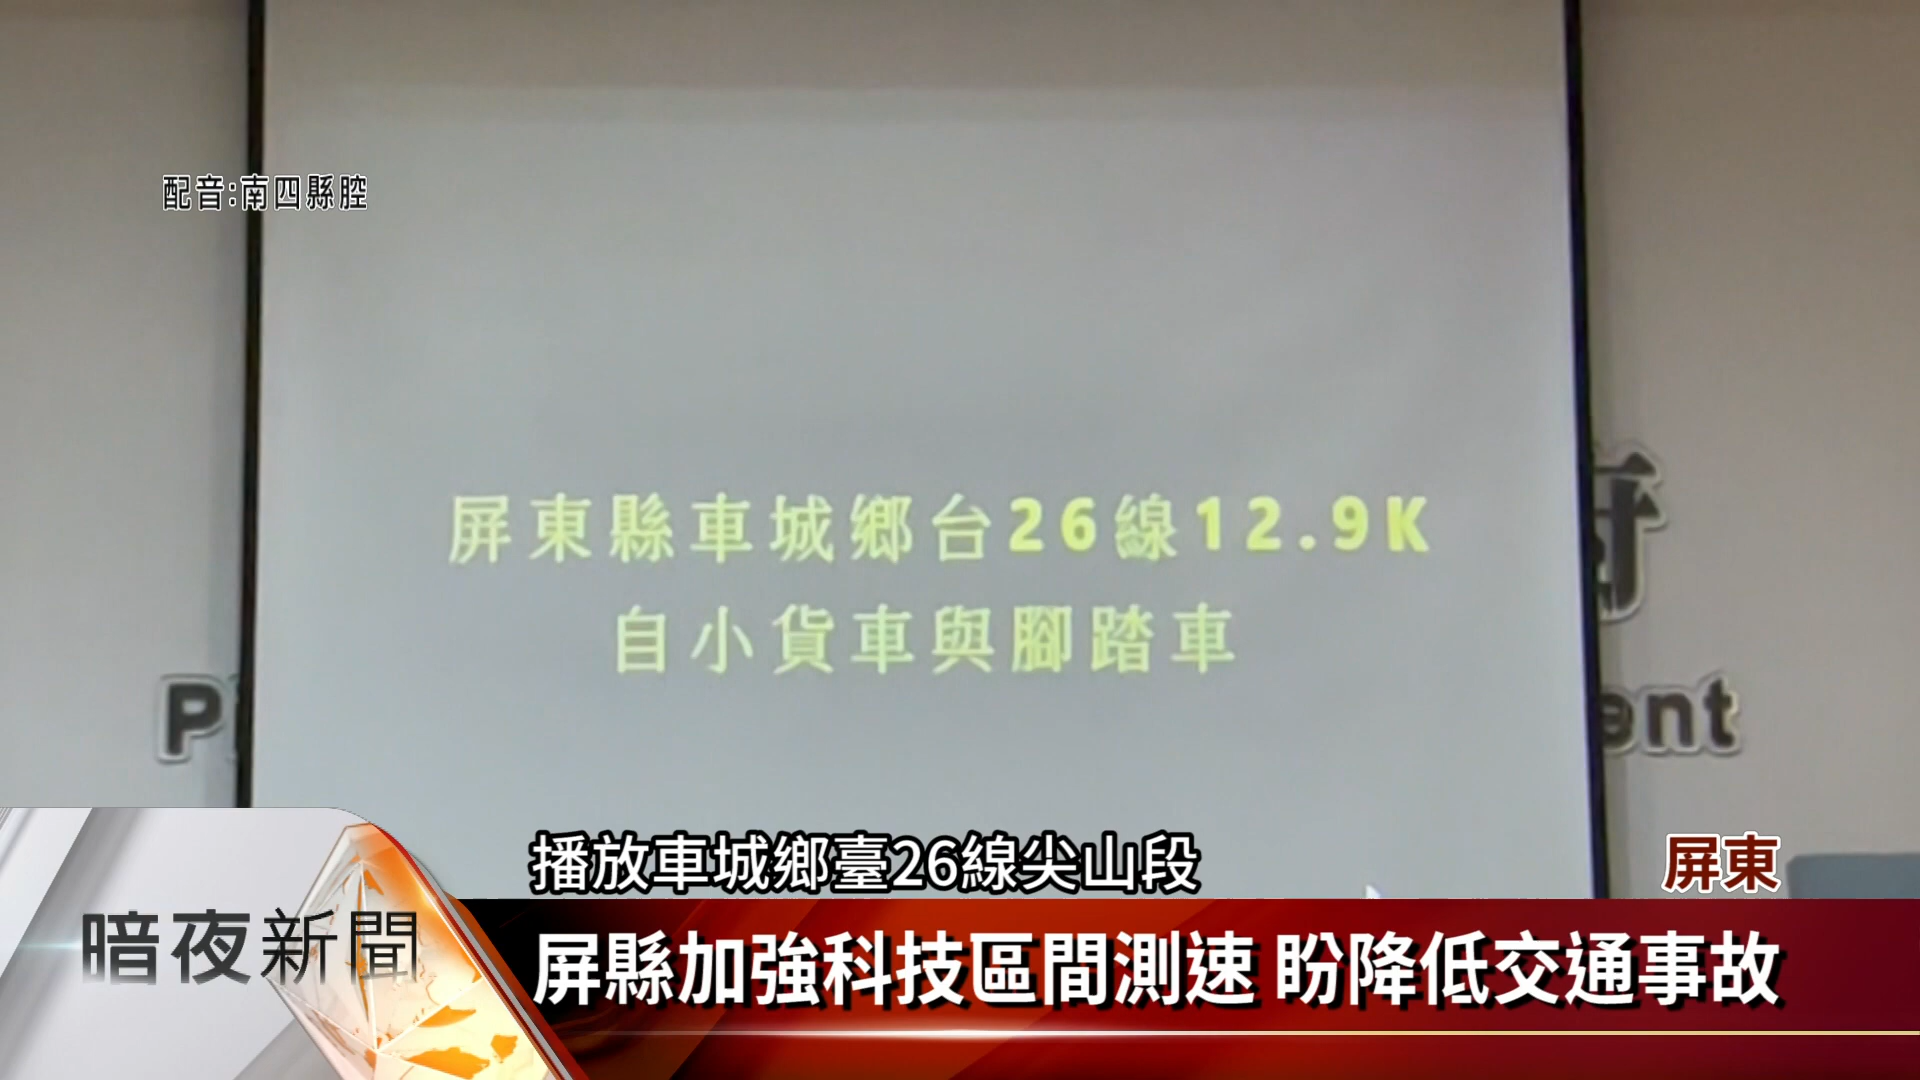 配音:南四縣腔
屏東縣車城鄉台26線12.9K
自小貨車與腳踏車
府
P
ent
播放車城鄉臺26線尖山段
屏東
暗夜新聞
屏縣加強科技區間測速 盼降低交通事故